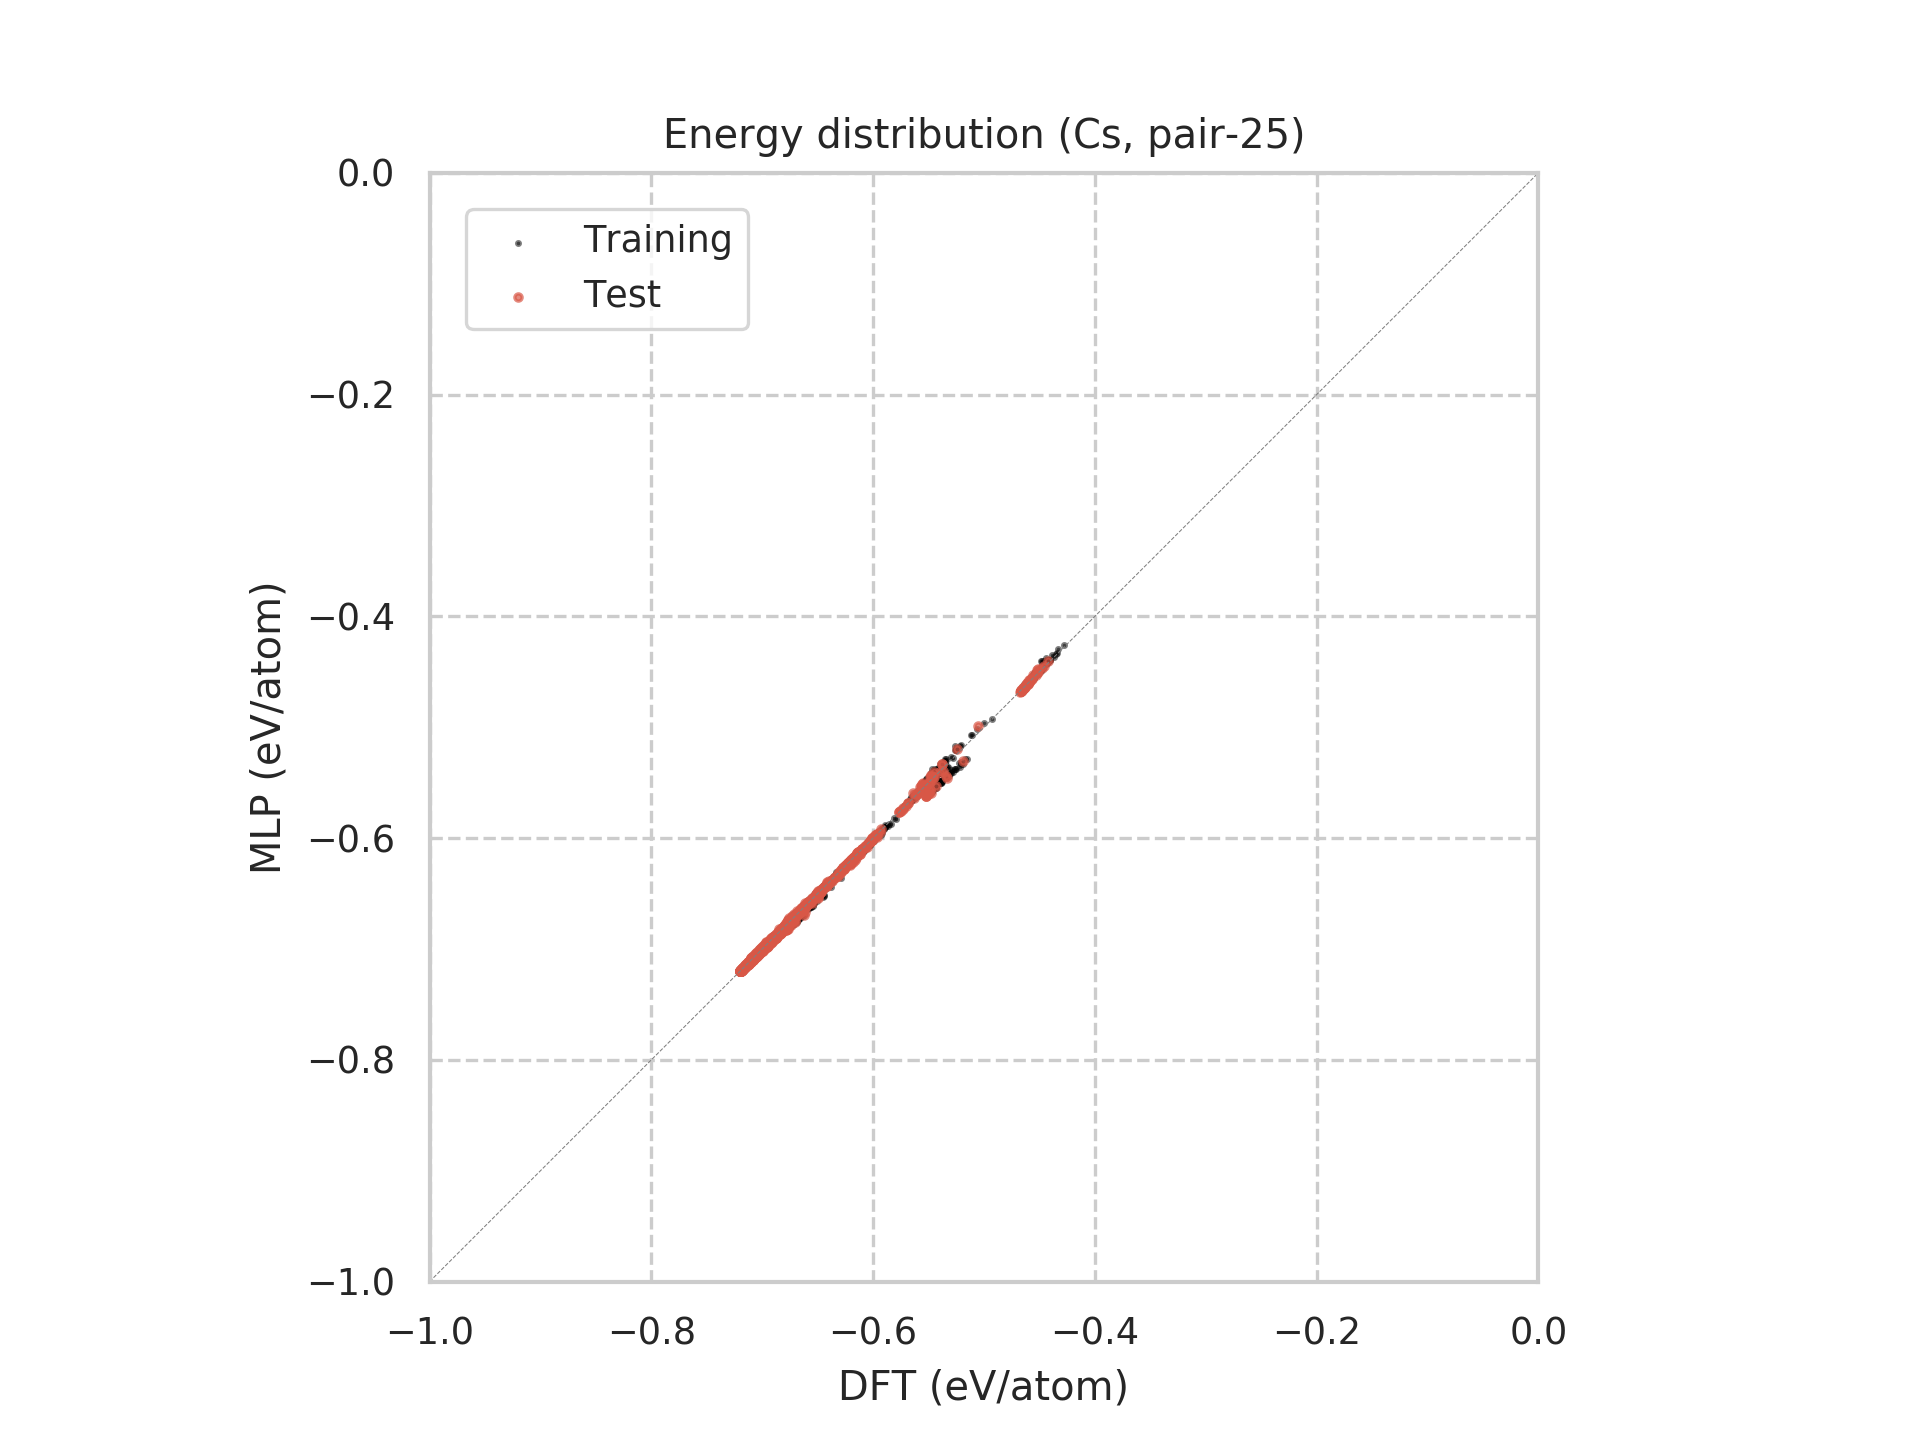 Energy distribution (Cs, pair-25)
0.0
−0.2
−0.4
−0.6
−0.8
−1.0
MLP (eV/atom)
Training
Test
−1.0
−0.8
−0.6
−0.4
−0.2
0.0
DFT (eV/atom)